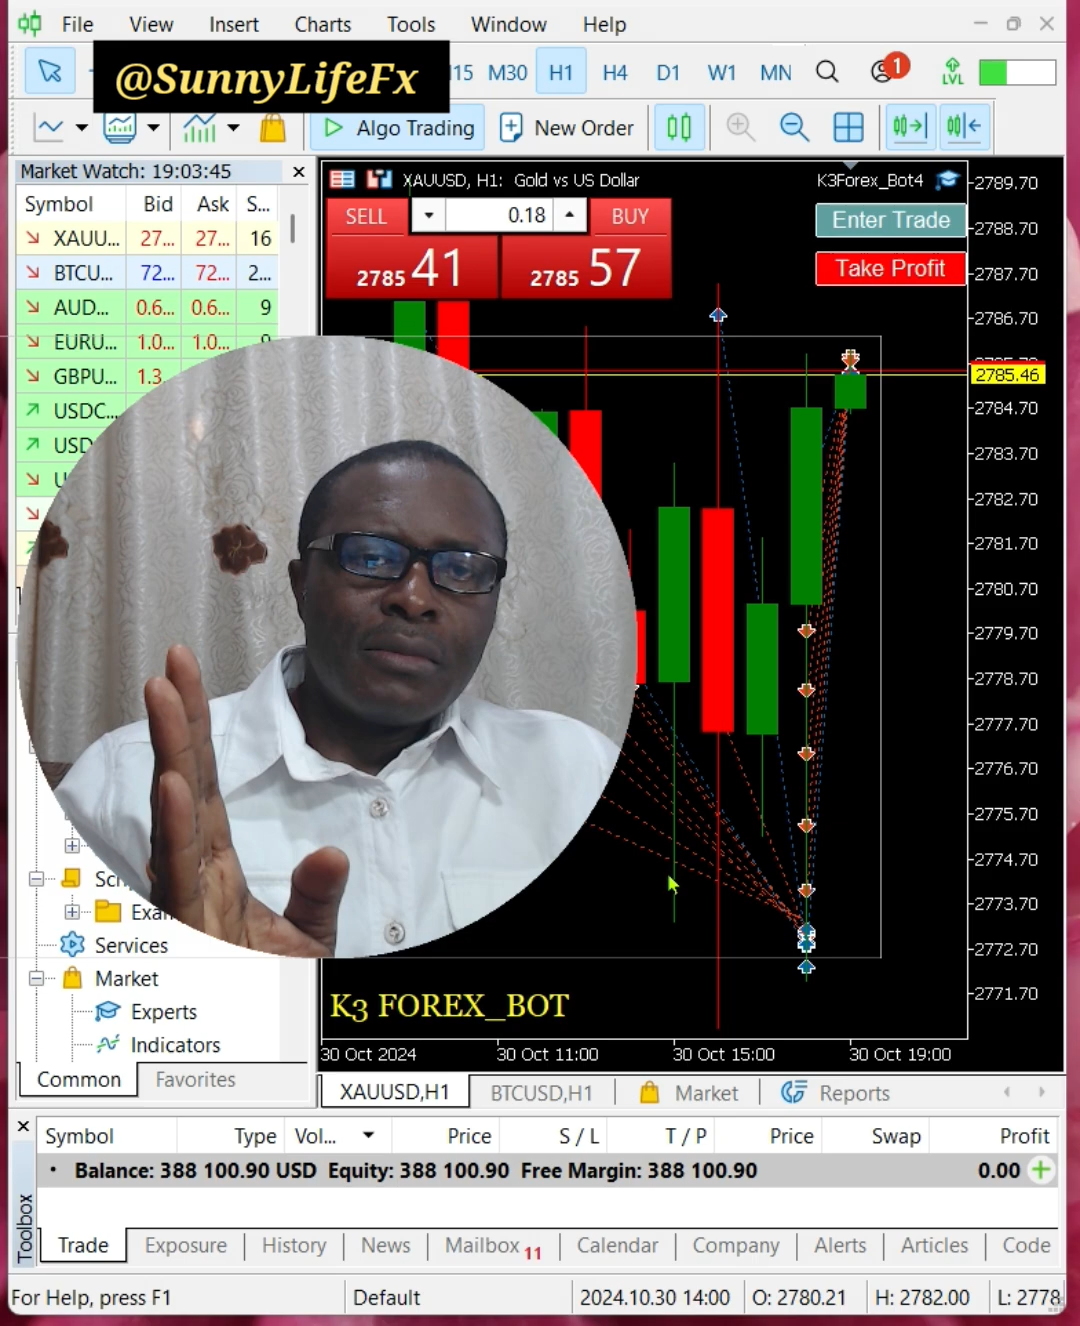 File View Insert Charts Tools Window Help
@SunnyLifeFx
M30 H1 H4 D1 W1 MN 1 LVL
Algo Trading New Order
Market Watch: 19:03:45
Symbol Bid Ask S...
XAUU... 27... 27... 16
BTCU... 72... 72... 2...
AUD... 0.6... 0.6... 9
EURU... 1.0... 1.0...
GBPU... 1.3
USDC...
USD
XAUUSD, H1: Gold vs US Dollar
K3Forex_Bot4
SELL 0.18 BUY
2785 41 2785 57
Enter Trade
Take Profit
2789.70
2788.70
2787.70
2786.70
2785.46
2784.70
2783.70
2782.70
2781.70
2780.70
2779.70
2778.70
2777.70
2776.70
2775.70
2774.70
2773.70
2772.70
2771.70
Services
Market
Experts
Indicators
Common Favorites
K3 FOREX_BOT
30 Oct 2024 30 Oct 11:00 30 Oct 15:00 30 Oct 19:00
XAUUSD,H1 BTCUSD,H1 Market Reports
Symbol Type Vol... Price S / L T / P Price Swap Profit
Balance: 388 100.90 USD Equity: 388 100.90 Free Margin: 388 100.90 0.00
Toolbox
Trade Exposure History News Mailbox 11 Calendar Company Alerts Articles Code
For Help, press F1 Default 2024.10.30 14:00 O: 2780.21 H: 2782.00 L: 2778